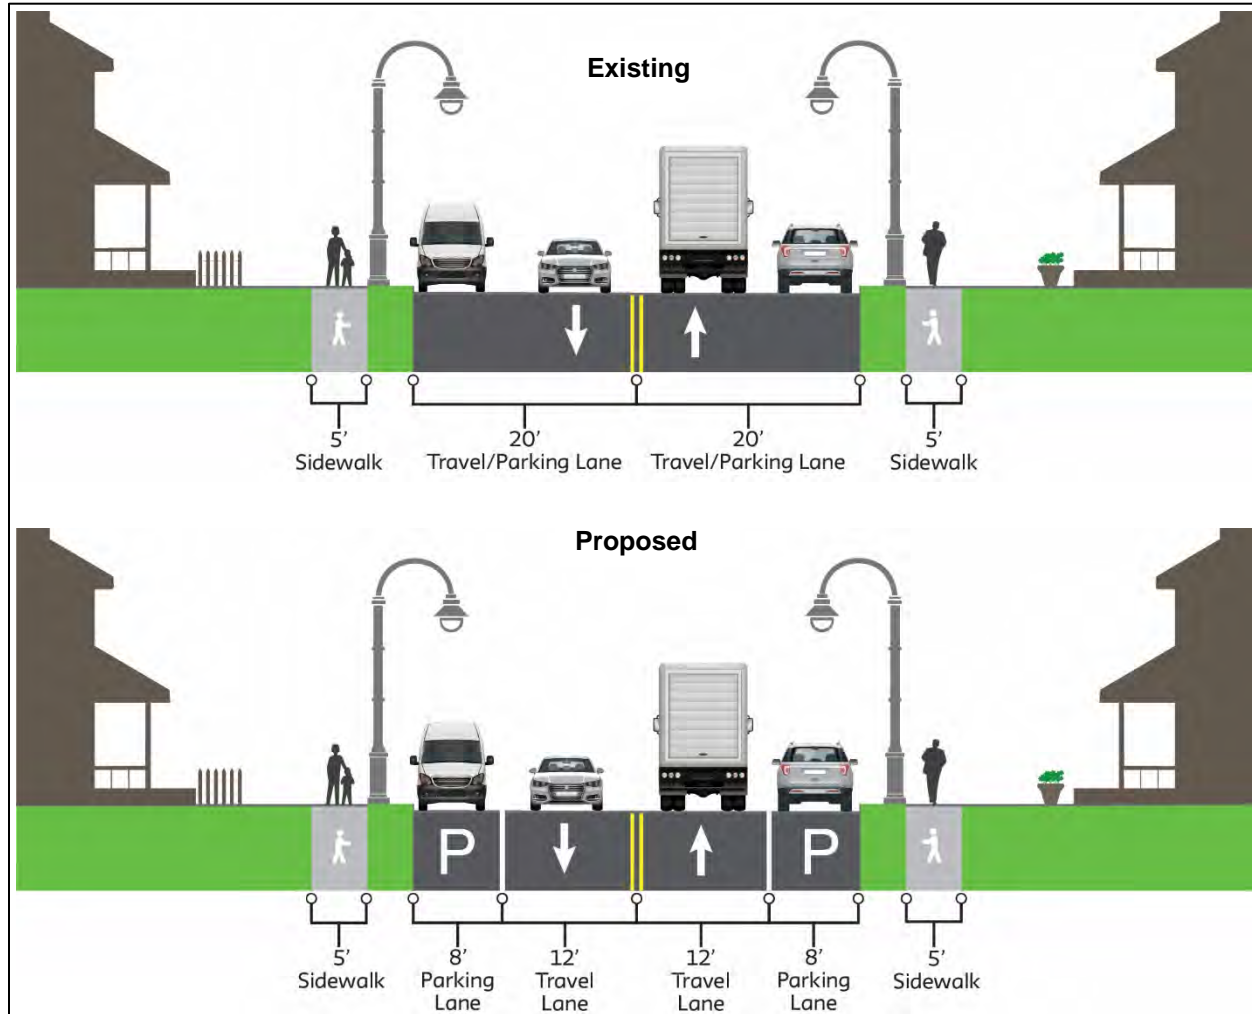 Existing
5’
Sidewalk
20’
Travel/Parking Lane
20’
Travel/Parking Lane
5’
Sidewalk
Proposed
P
P
5’
Sidewalk
8’
Parking
Lane
12’
Travel
Lane
12’
Travel
Lane
8’
Parking
Lane
5’
Sidewalk